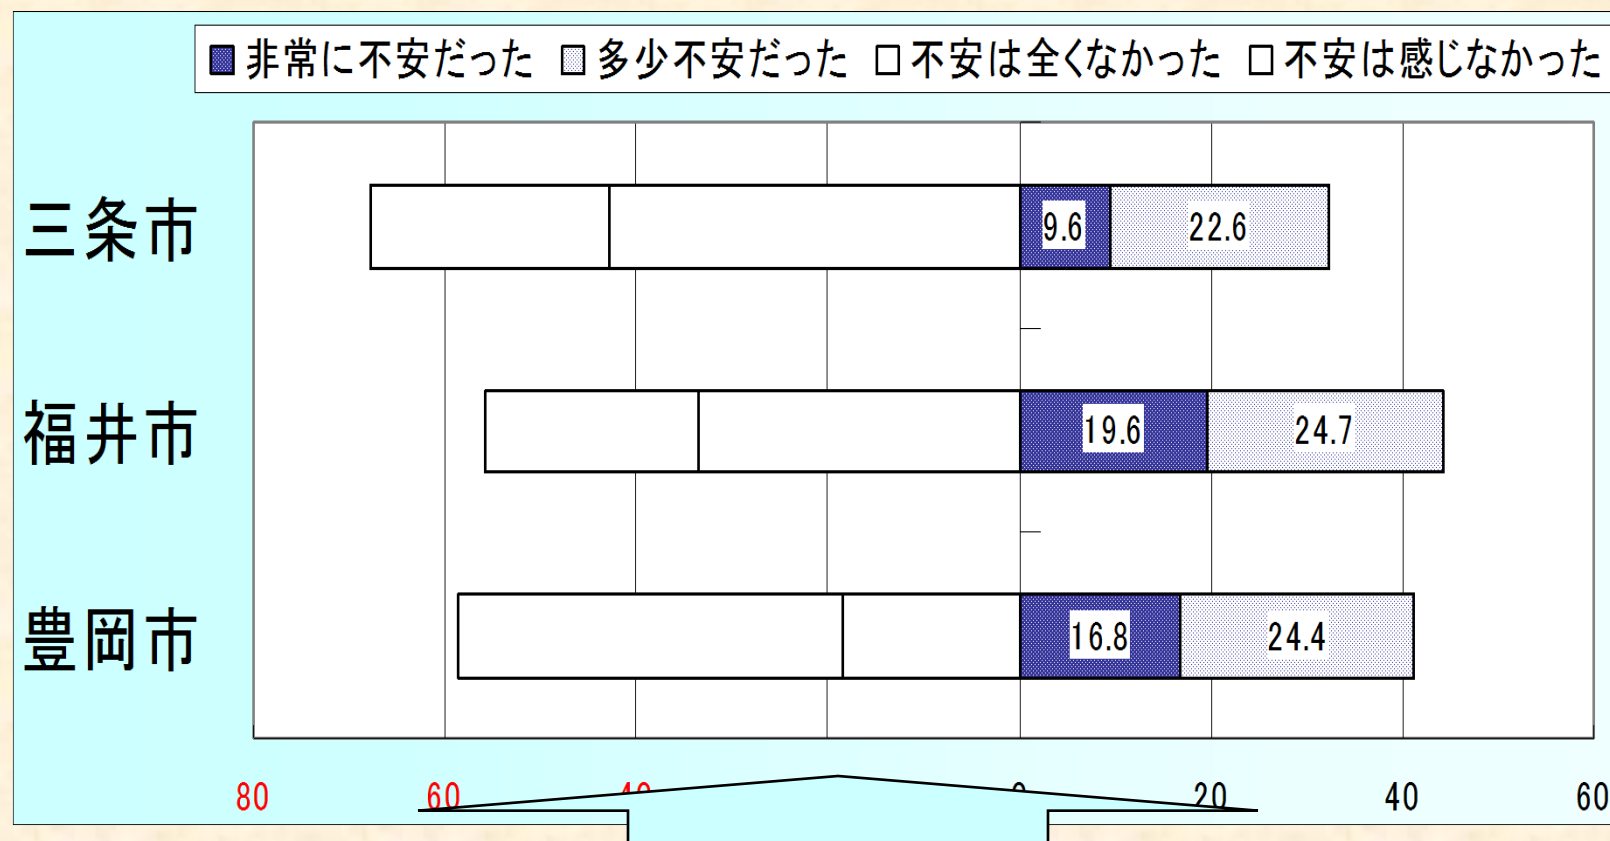 非常に不安だった 多少不安だった 不安は全くなかった 不安は感じなかった
三条市 9.6 22.6
福井市 19.6 24.7
豊岡市 16.8 24.4
80 60 40 0 20 40 60